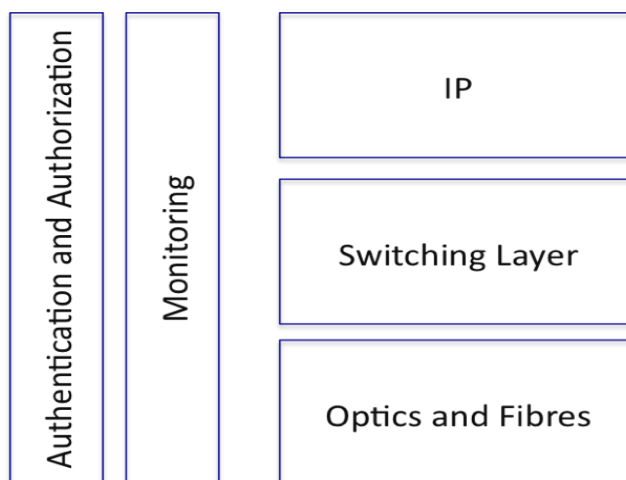 Authentication and Authorization
Monitoring
IP
Switching Layer
Optics and Fibres